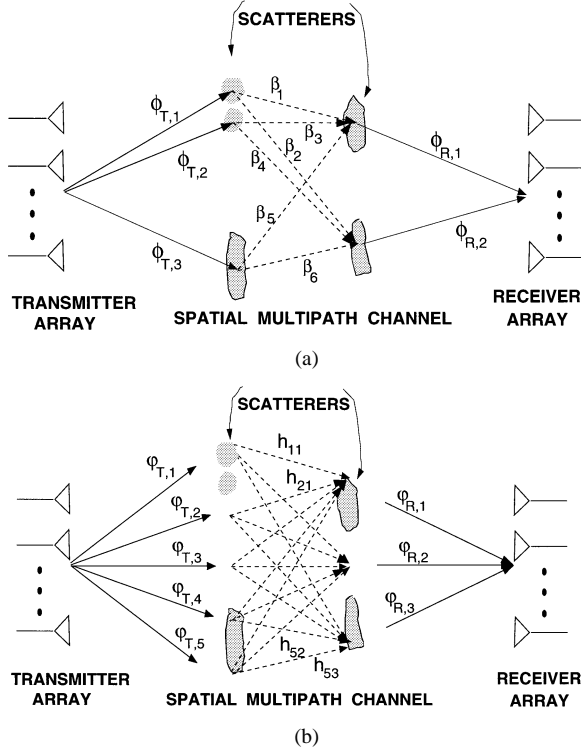 SCATTERERS
β1
ϕT,1
β3
ϕR,1
β2
ϕT,2
β4
β5
ϕT,3
ϕR,2
β6
TRANSMITTER
ARRAY
SPATIAL MULTIPATH CHANNEL
RECEIVER
ARRAY
(a)
SCATTERERS
h11
φT,1
h21
φT,2
φR,1
φT,3
φR,2
φT,4
φR,3
φT,5
h52
h53
TRANSMITTER
ARRAY
SPATIAL MULTIPATH CHANNEL
RECEIVER
ARRAY
(b)